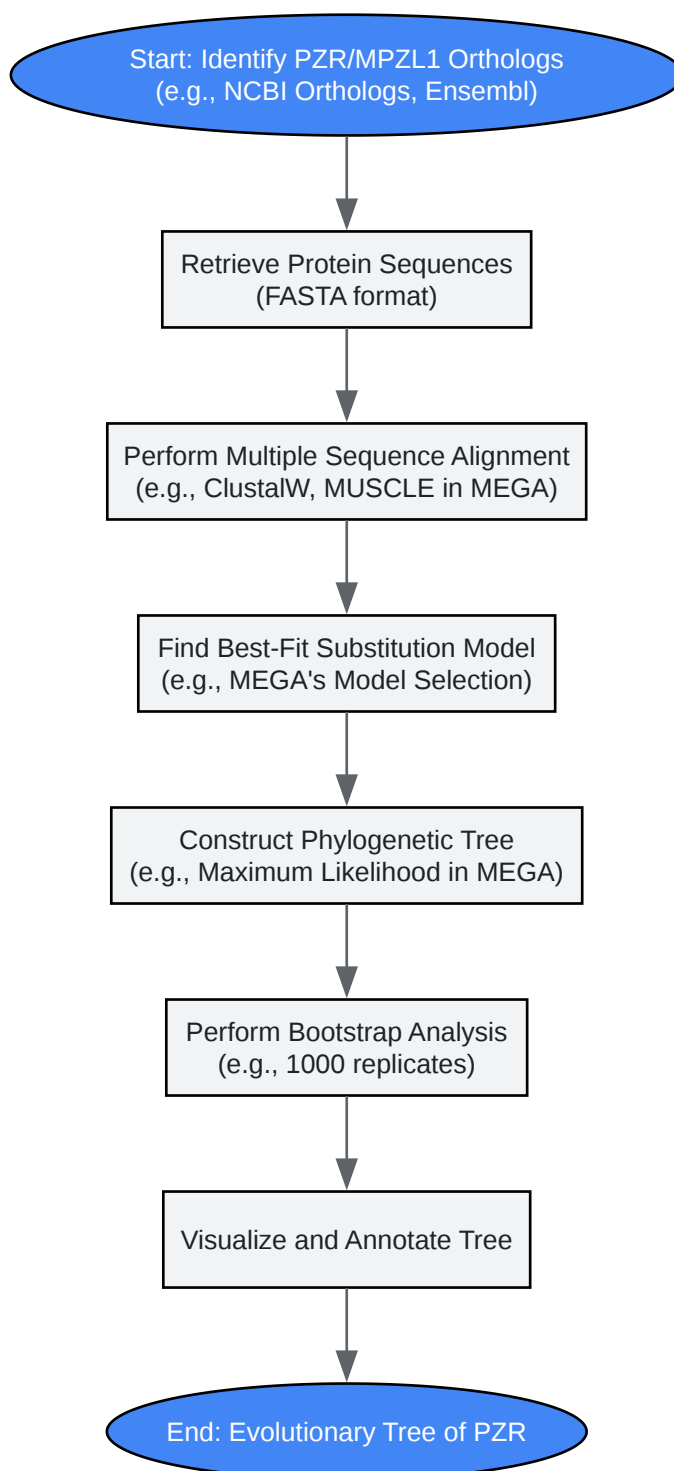 Start: Identify PZR/MPZL1 Orthologs
(e.g., NCBI Orthologs, Ensembl)
Retrieve Protein Sequences
(FASTA format)
Perform Multiple Sequence Alignment
(e.g., ClustalW, MUSCLE in MEGA)
Find Best-Fit Substitution Model
(e.g., MEGA's Model Selection)
Construct Phylogenetic Tree
(e.g., Maximum Likelihood in MEGA)
Perform Bootstrap Analysis
(e.g., 1000 replicates)
Visualize and Annotate Tree
End: Evolutionary Tree of PZR